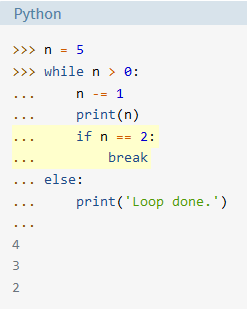 Python
>>> n = 5
>>> while n > 0:
...     n -= 1
...     print(n)
...     if n == 2:
...         break
... else:
...     print('Loop done.')
...
4
3
2